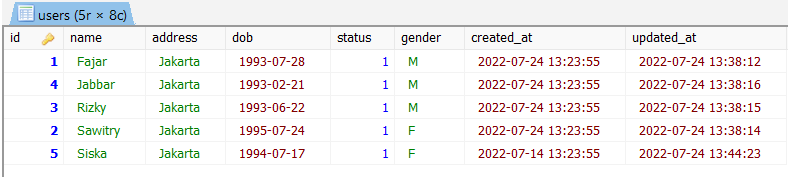 users (5r × 8c)
id name address dob status gender created_at updated_at
1 Fajar Jakarta 1993-07-28 1 M 2022-07-24 13:23:55 2022-07-24 13:38:12
4 Jabbar Jakarta 1993-02-21 1 M 2022-07-24 13:23:55 2022-07-24 13:38:16
3 Rizky Jakarta 1993-06-22 1 M 2022-07-24 13:23:55 2022-07-24 13:38:15
2 Sawitry Jakarta 1995-07-24 1 F 2022-07-24 13:23:55 2022-07-24 13:38:14
5 Siska Jakarta 1994-07-17 1 F 2022-07-14 13:23:55 2022-07-24 13:44:23